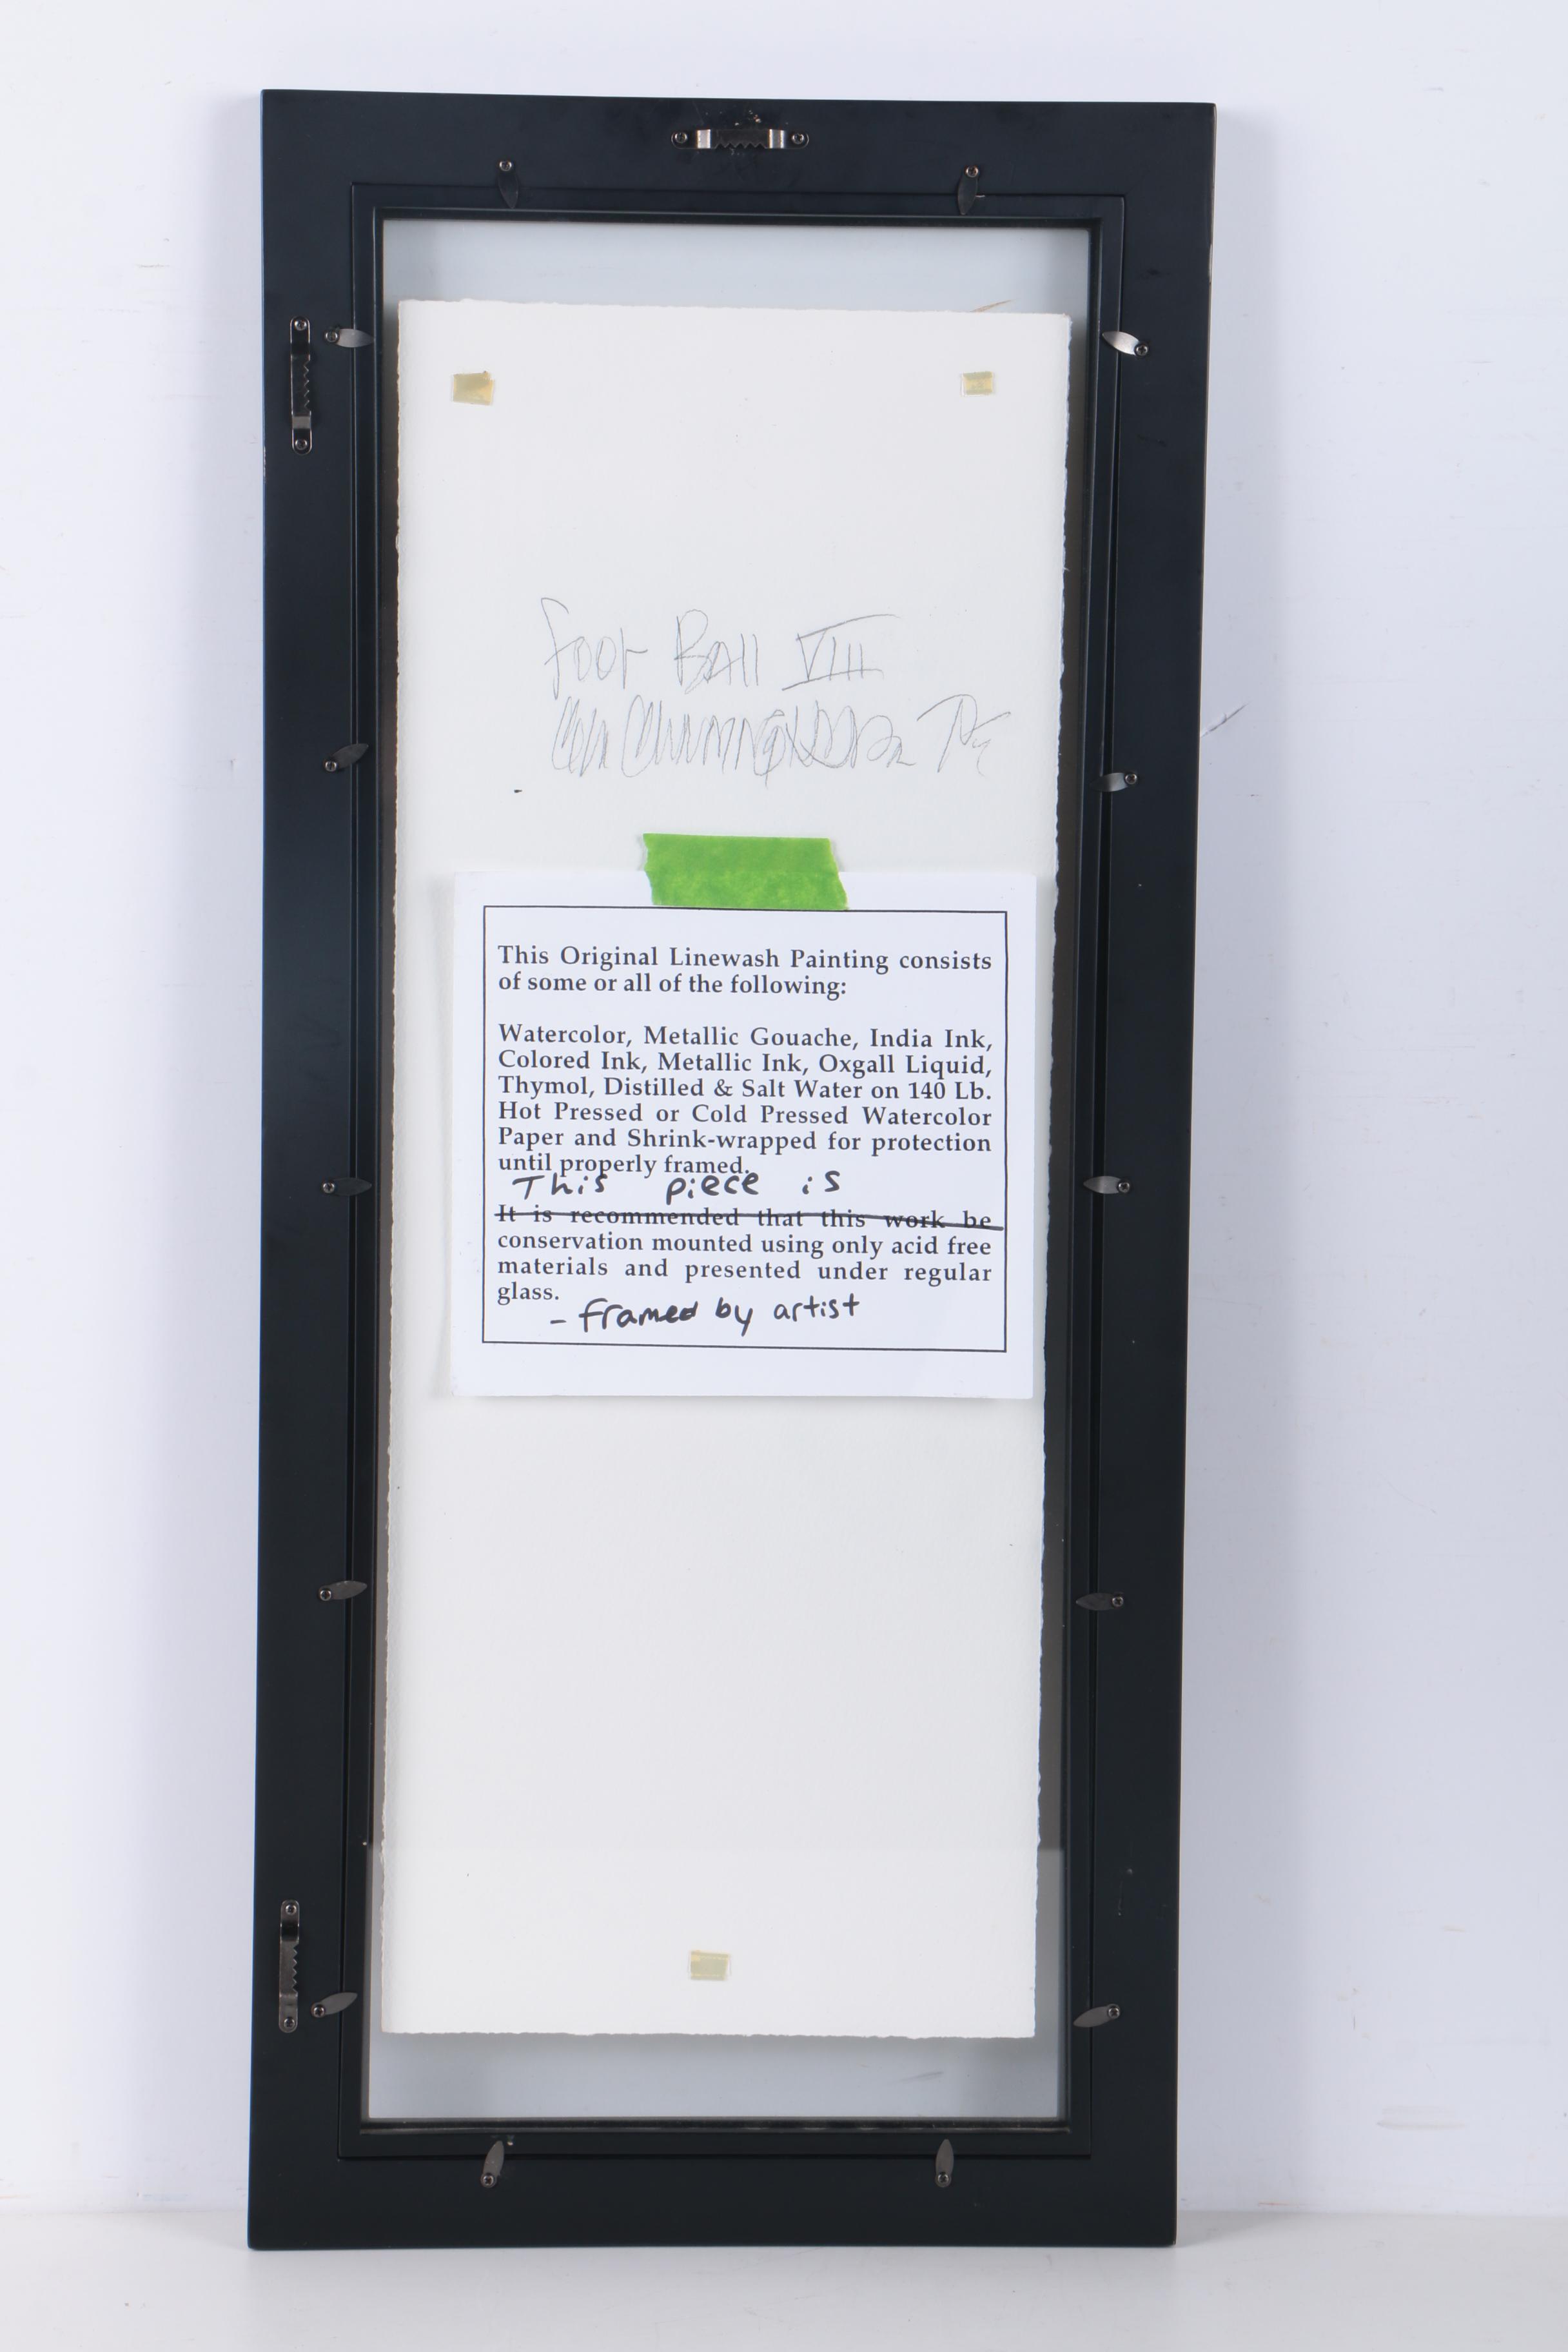 Foot Ball VIII
This Original Linewash Painting consists
of some or all of the following:
Watercolor, Metallic Gouache, India Ink,
Colored Ink, Metallic Ink, Oxgall Liquid,
Thymol, Distilled & Salt Water on 140 Lb.
Hot Pressed or Cold Pressed Watercolor
Paper and Shrink-wrapped for protection
until properly framed.
This piece is
It is recommended that this work be
conservation mounted using only acid free
materials and presented under regular
glass.
- framed by artist